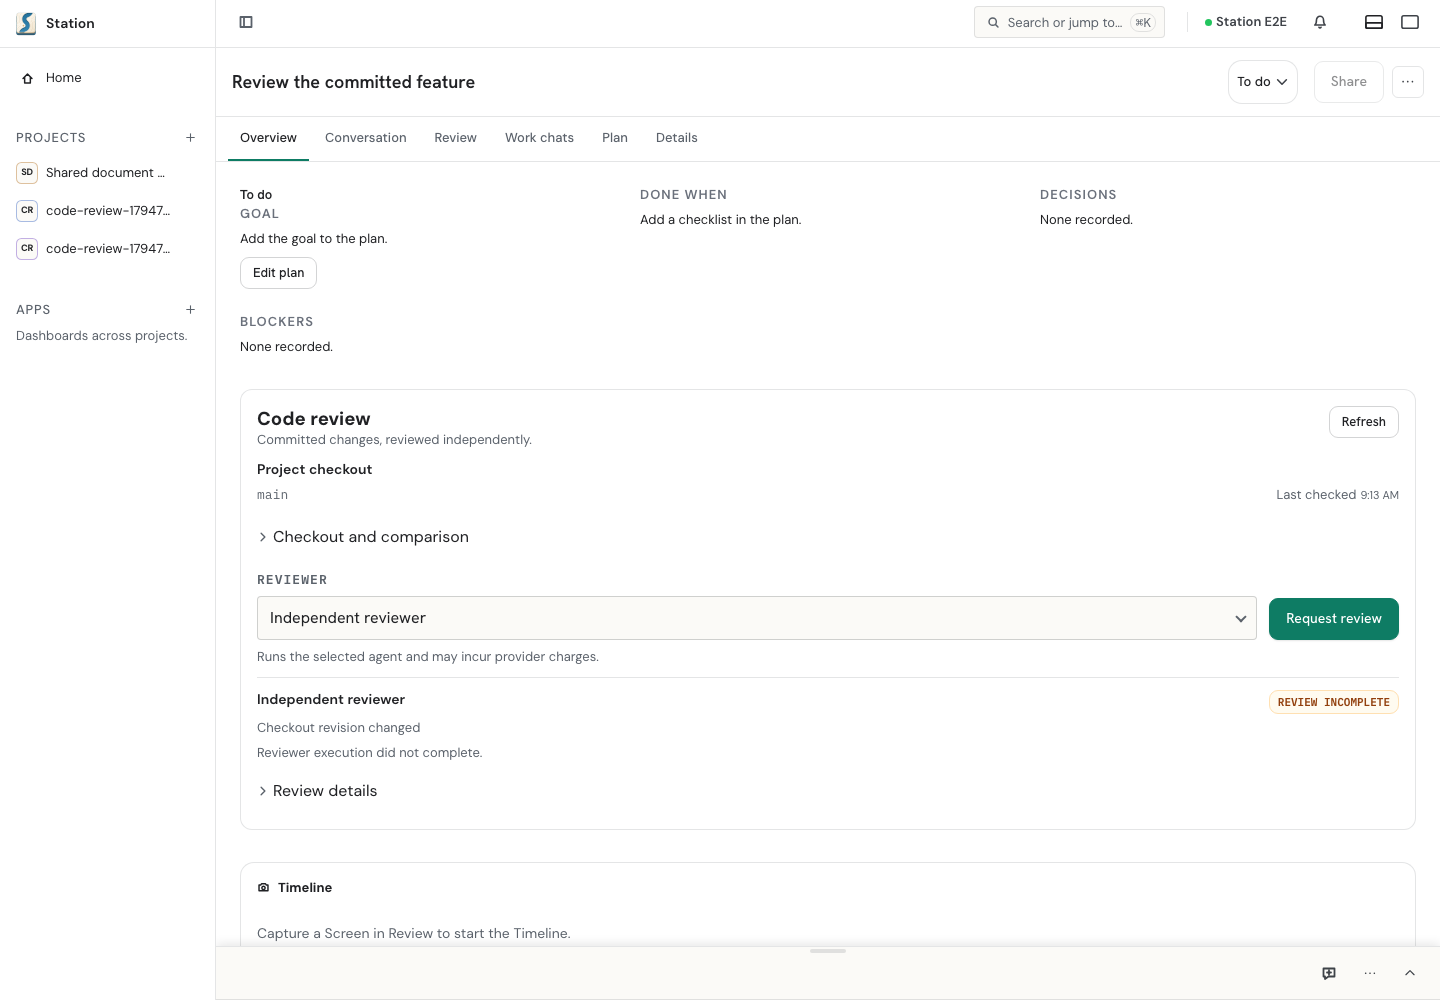 Station
Search or jump to...
⌘K
Station E2E
Home
PROJECTS
SD
Shared document ...
CR
code-review-17947...
CR
code-review-17947...
APPS
Dashboards across projects.
Review the committed feature
To do
Share
Overview
Conversation
Review
Work chats
Plan
Details
To do
GOAL
Add the goal to the plan.
Edit plan
DONE WHEN
Add a checklist in the plan.
DECISIONS
None recorded.
BLOCKERS
None recorded.
Code review
Committed changes, reviewed independently.
Refresh
Project checkout
main
Last checked 9:13 AM
Checkout and comparison
REVIEWER
Independent reviewer
Request review
Runs the selected agent and may incur provider charges.
Independent reviewer
REVIEW INCOMPLETE
Checkout revision changed
Reviewer execution did not complete.
Review details
Timeline
Capture a Screen in Review to start the Timeline.